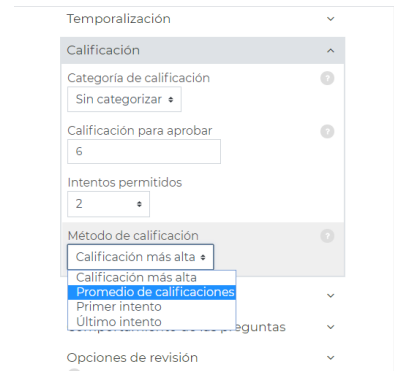 Temporalización
Calificación
Categoría de calificación
Sin categorizar
Calificación para aprobar
6
Intentos permitidos
2
Método de calificación
Calificación más alta
Calificación más alta
Promedio de calificaciones
Primer intento
Último intento
preguntas
Opciones de revisión